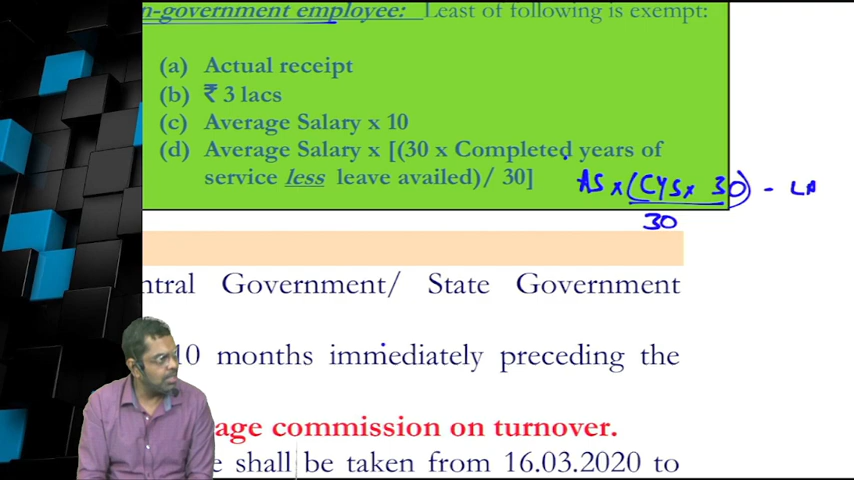 n-government employee: Least of following is exempt:
(a) Actual receipt
(b) ₹ 3 lacs
(c) Average Salary x 10
(d) Average Salary x [(30 x Completed years of
service less leave availed)/ 30]
AS x (CYS x 30) - LA
30
ntral Government/ State Government
10 months immediately preceding the
age commission on turnover.
e shall be taken from 16.03.2020 to